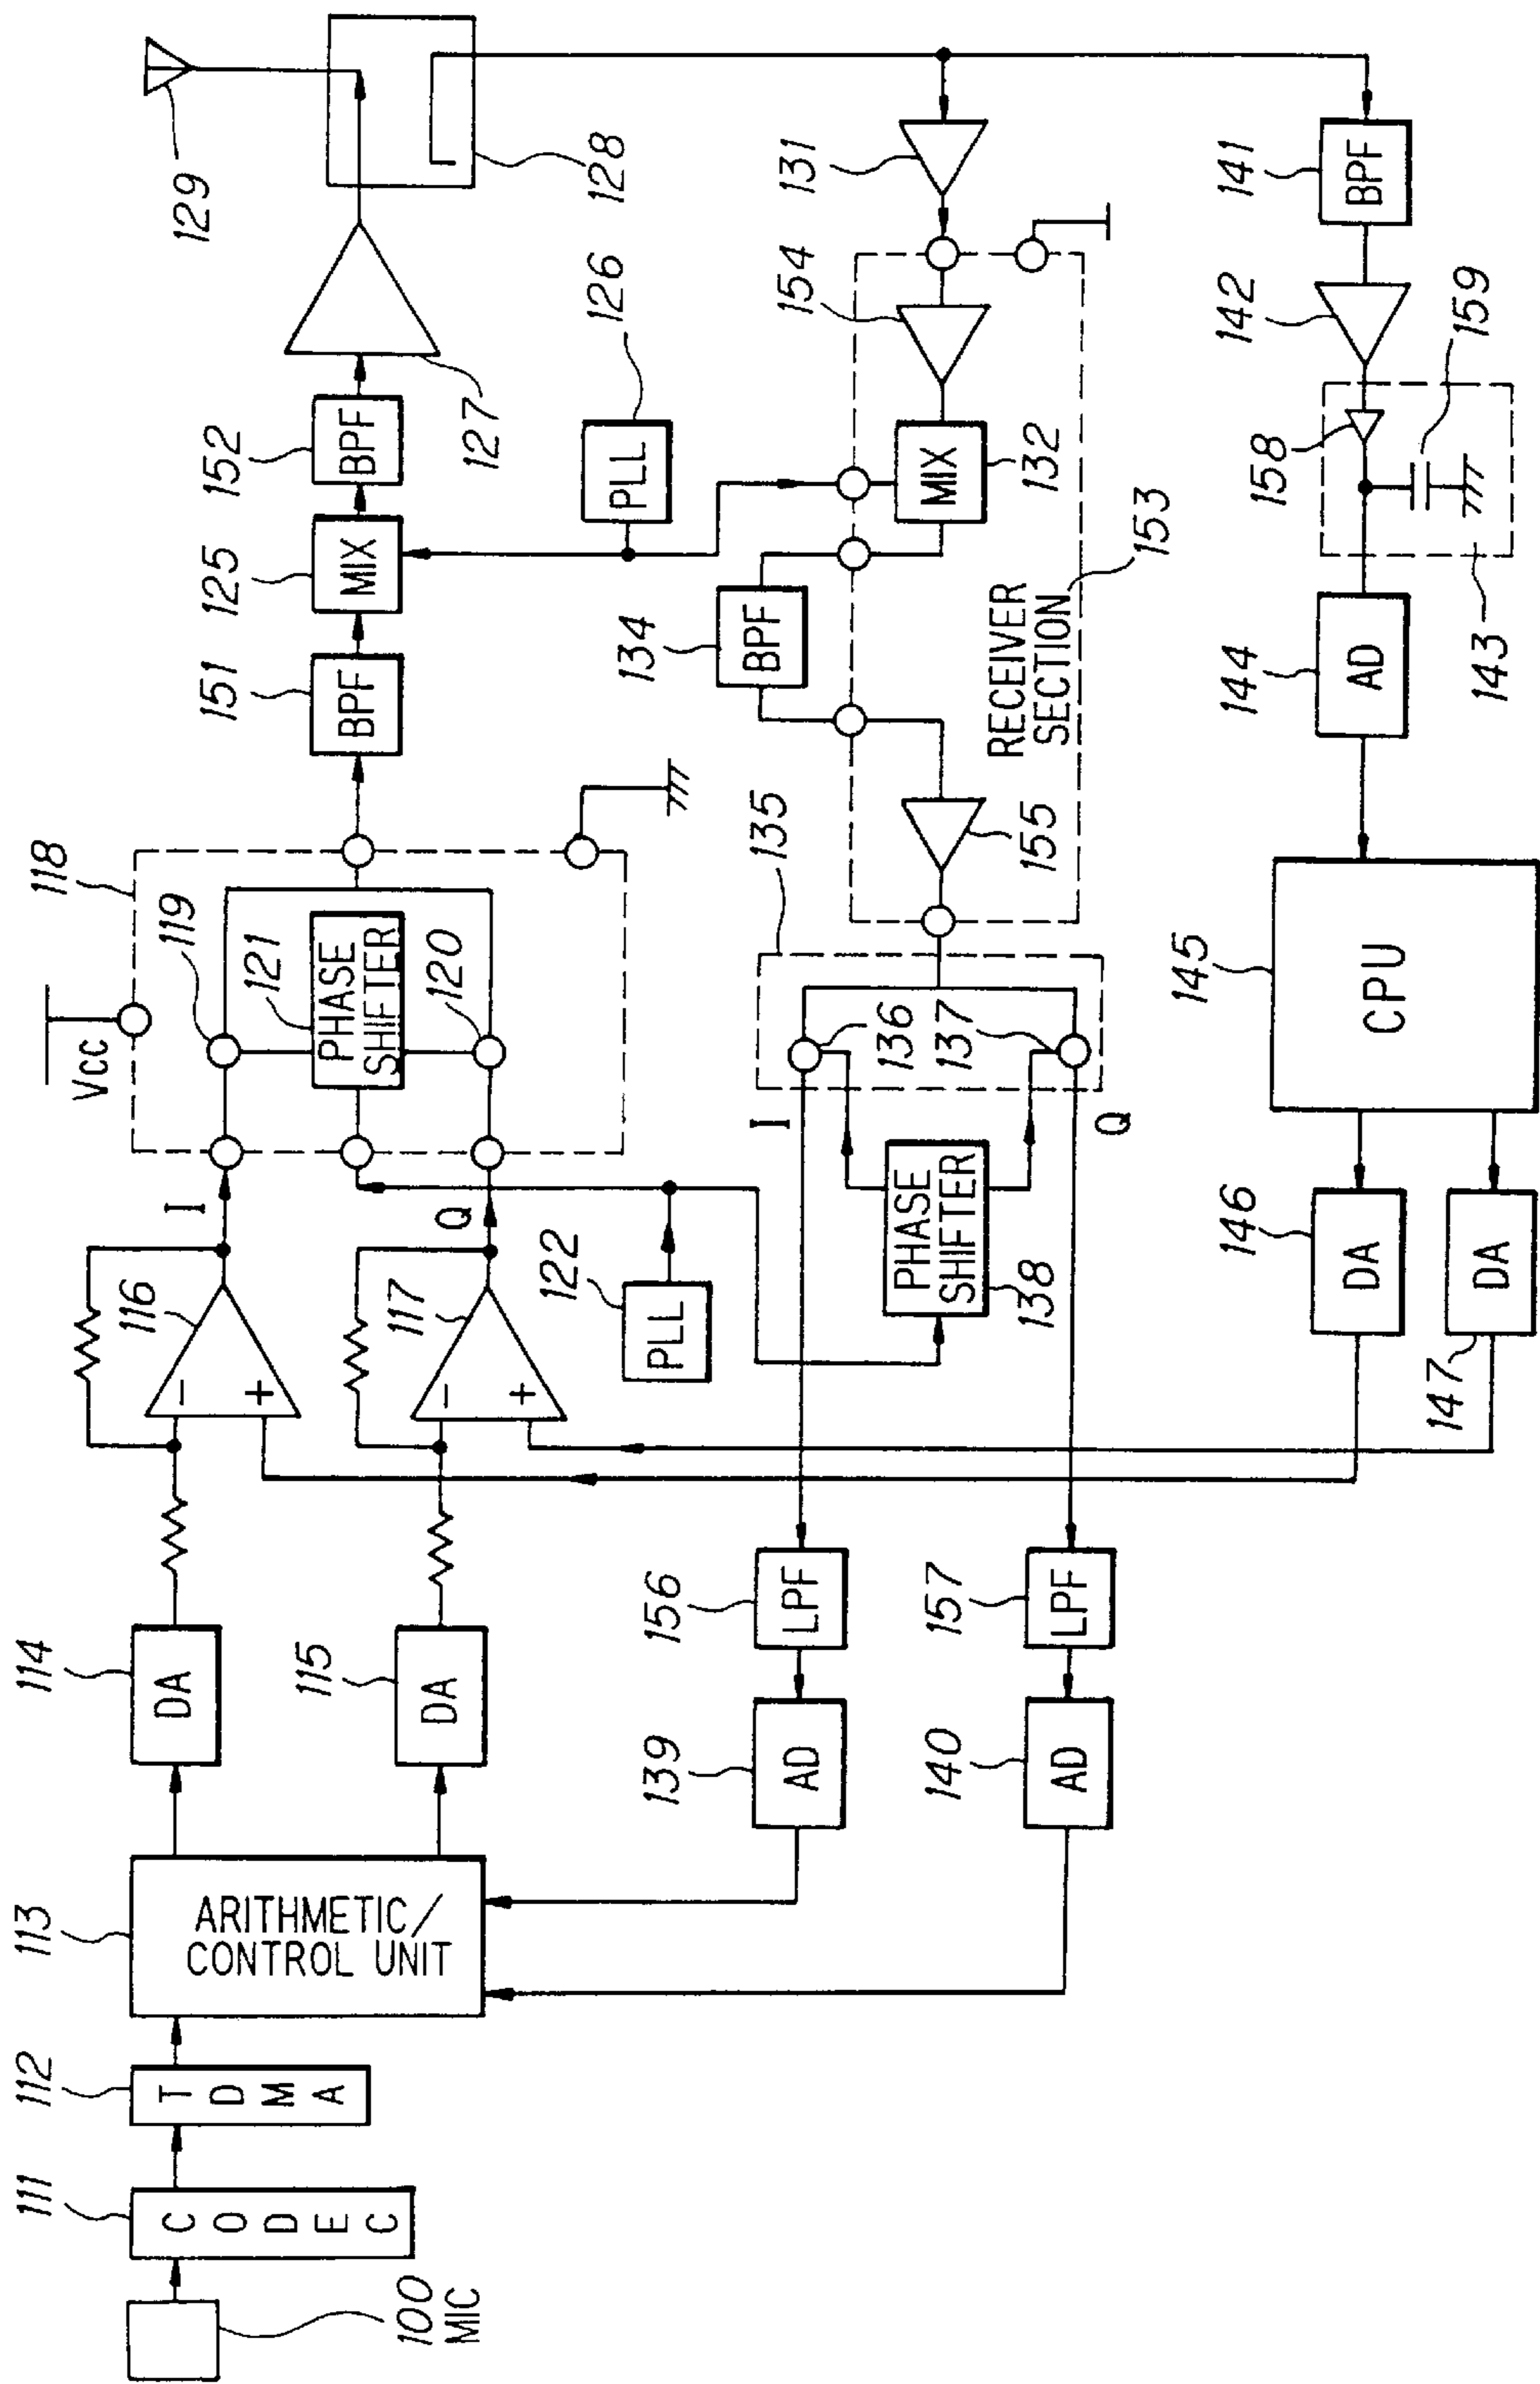 100
MIC
111
CODEC
112
TDMA
113
ARITHMETIC/
CONTROL UNIT
114
DA
115
DA
116
-
+
117
-
+
I
Q
118
Vcc
119
121
PHASE
SHIFTER
120
122
PLL
151
BPF
125
MIX
152
BPF
127
126
PLL
128
129
131
154
MIX
132
134
BPF
RECEIVER
SECTION
153
155
135
136
137
I
Q
PHASE
SHIFTER
138
156
LPF
157
LPF
139
AD
140
AD
141
BPF
142
158
159
143
144
AD
145
CPU
146
DA
147
DA